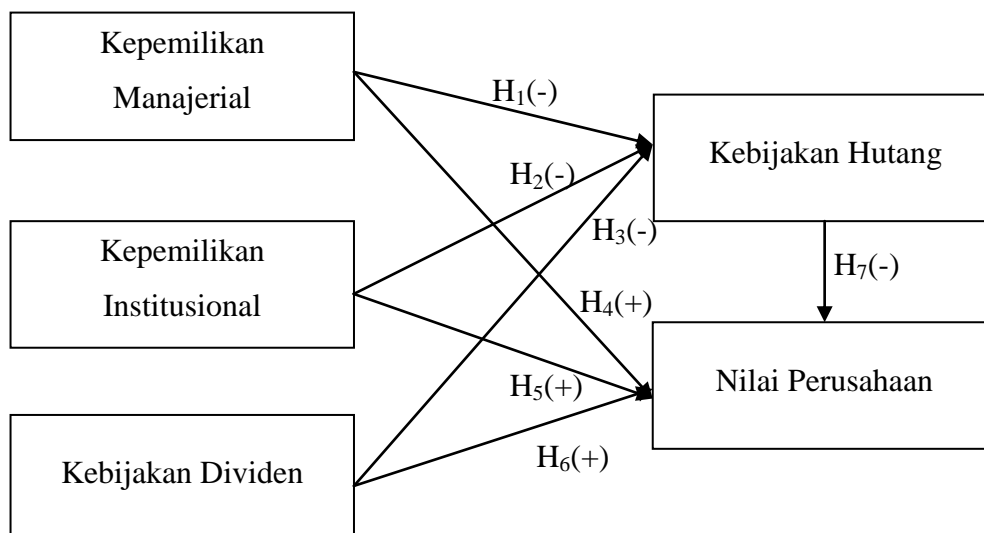 Kepemilikan
Manajerial
H₁(-)
Kebijakan Hutang
H₂(-)
H₃(-)
Kepemilikan
Institusional
H₇(-)
H₄(+)
Nilai Perusahaan
H₅(+)
H₆(+)
Kebijakan Dividen